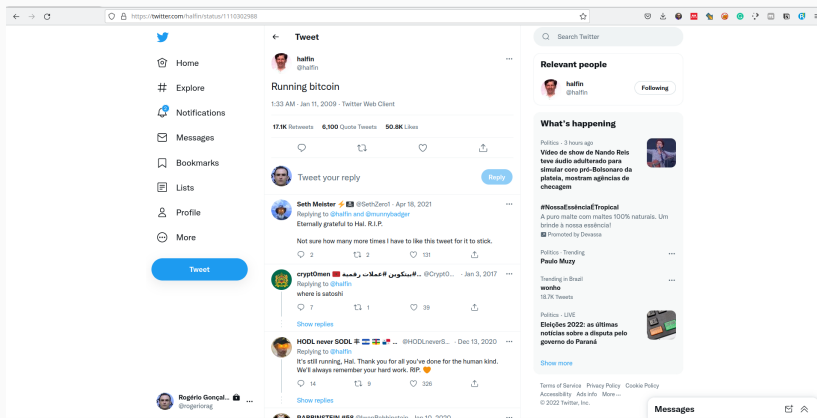 https://twitter.com/halfin/status/1110302988
Home
Explore
Notifications
Messages
Bookmarks
Lists
Profile
More
Tweet
Rogério Gonçal...
@rogeriorag
Tweet
halfin
@halfin
Running bitcoin
1:33 AM · Jan 11, 2009 · Twitter Web Client
17.1K Retweets 6,100 Quote Tweets 50.8K Likes
Tweet your reply
Reply
Seth Meister @SethZero1 · Apr 18, 2021
Replying to @halfin and @munnybadger
Eternally grateful to Hal. R.I.P.
Not sure how many more times I have to like this tweet for it to stick.
2 2 131
crypt0men #بيتكوين #عملات_رقمية... @Crypt0... · Jan 3, 2017
Replying to @halfin
where is satoshi
7 1 39
Show replies
HODL never SODL ... @HODLneverS... · Dec 13, 2020
Replying to @halfin
It's still running, Hal. Thank you for all you've done for the human kind.
We'll always remember your hard work. RIP. 🧡
14 9 326
Show replies
Search Twitter
Relevant people
halfin
@halfin
Following
What's happening
Politics · 3 hours ago
Vídeo de show de Nando Reis
teve áudio adulterado para
simular coro pró-Bolsonaro da
plateia, mostram agências de
checagem
#NossaEssênciaÉTropical
A puro malte com maltes 100% naturais. Um
brinde à nossa essência!
Promoted by Devassa
Politics · Trending
Paulo Muzy
Trending in Brazil
wonho
18.7K Tweets
Politics · LIVE
Eleições 2022: as últimas
notícias sobre a disputa pelo
governo do Paraná
Show more
Terms of Service Privacy Policy Cookie Policy
Accessibility Ads info More ...
© 2022 Twitter, Inc.
Messages